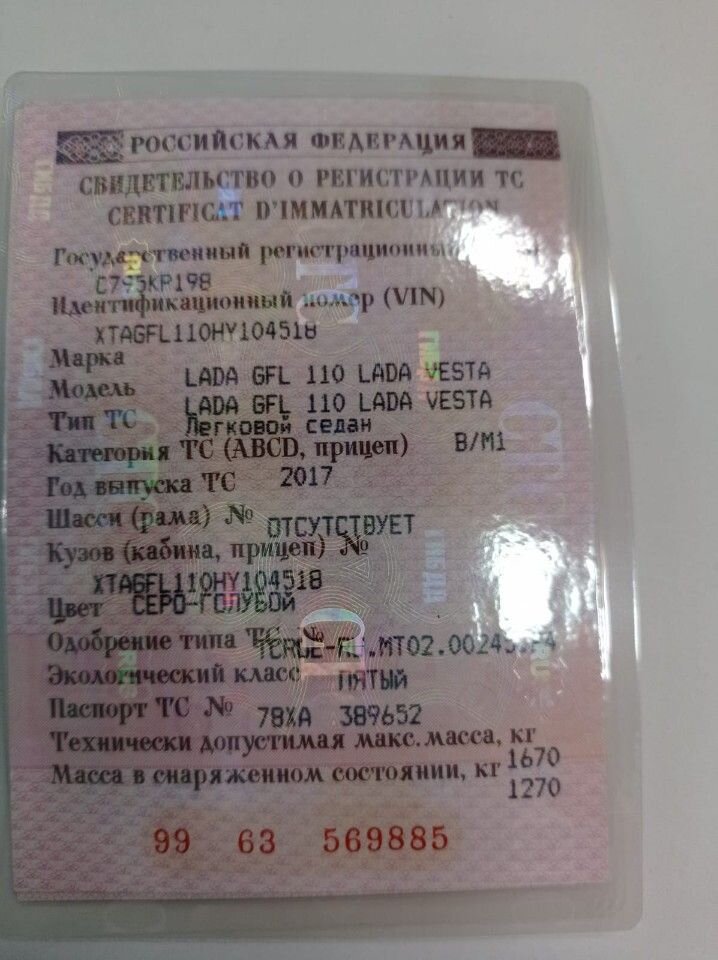 РОССИЙСКАЯ ФЕДЕРАЦИЯ
СВИДЕТЕЛЬСТВО О РЕГИСТРАЦИИ ТС
CERTIFICAT D'IMMATRICULATION
Государственный регистрационный
С795КР198
Идентификационный номер (VIN)
XTAGFL110HY104518
Марка
LADA GFL 110 LADA VESTA
Модель
LADA GFL 110 LADA VESTA
Тип ТС Легковой седан
Категория ТС (ABCD, прицеп) B/M1
Год выпуска ТС 2017
Шасси (рама) № ОТСУТСТВУЕТ
Кузов (кабина, прицеп) №
XTAGFL110HY104518
Цвет СЕРО-ГОЛУБОЙ
Одобрение типа ТС №
Экологический класс ПЯТЫЙ
Паспорт ТС № 78ХА 389652
Технически допустимая макс. масса, кг 1670
Масса в снаряженном состоянии, кг 1270
99 63 569885